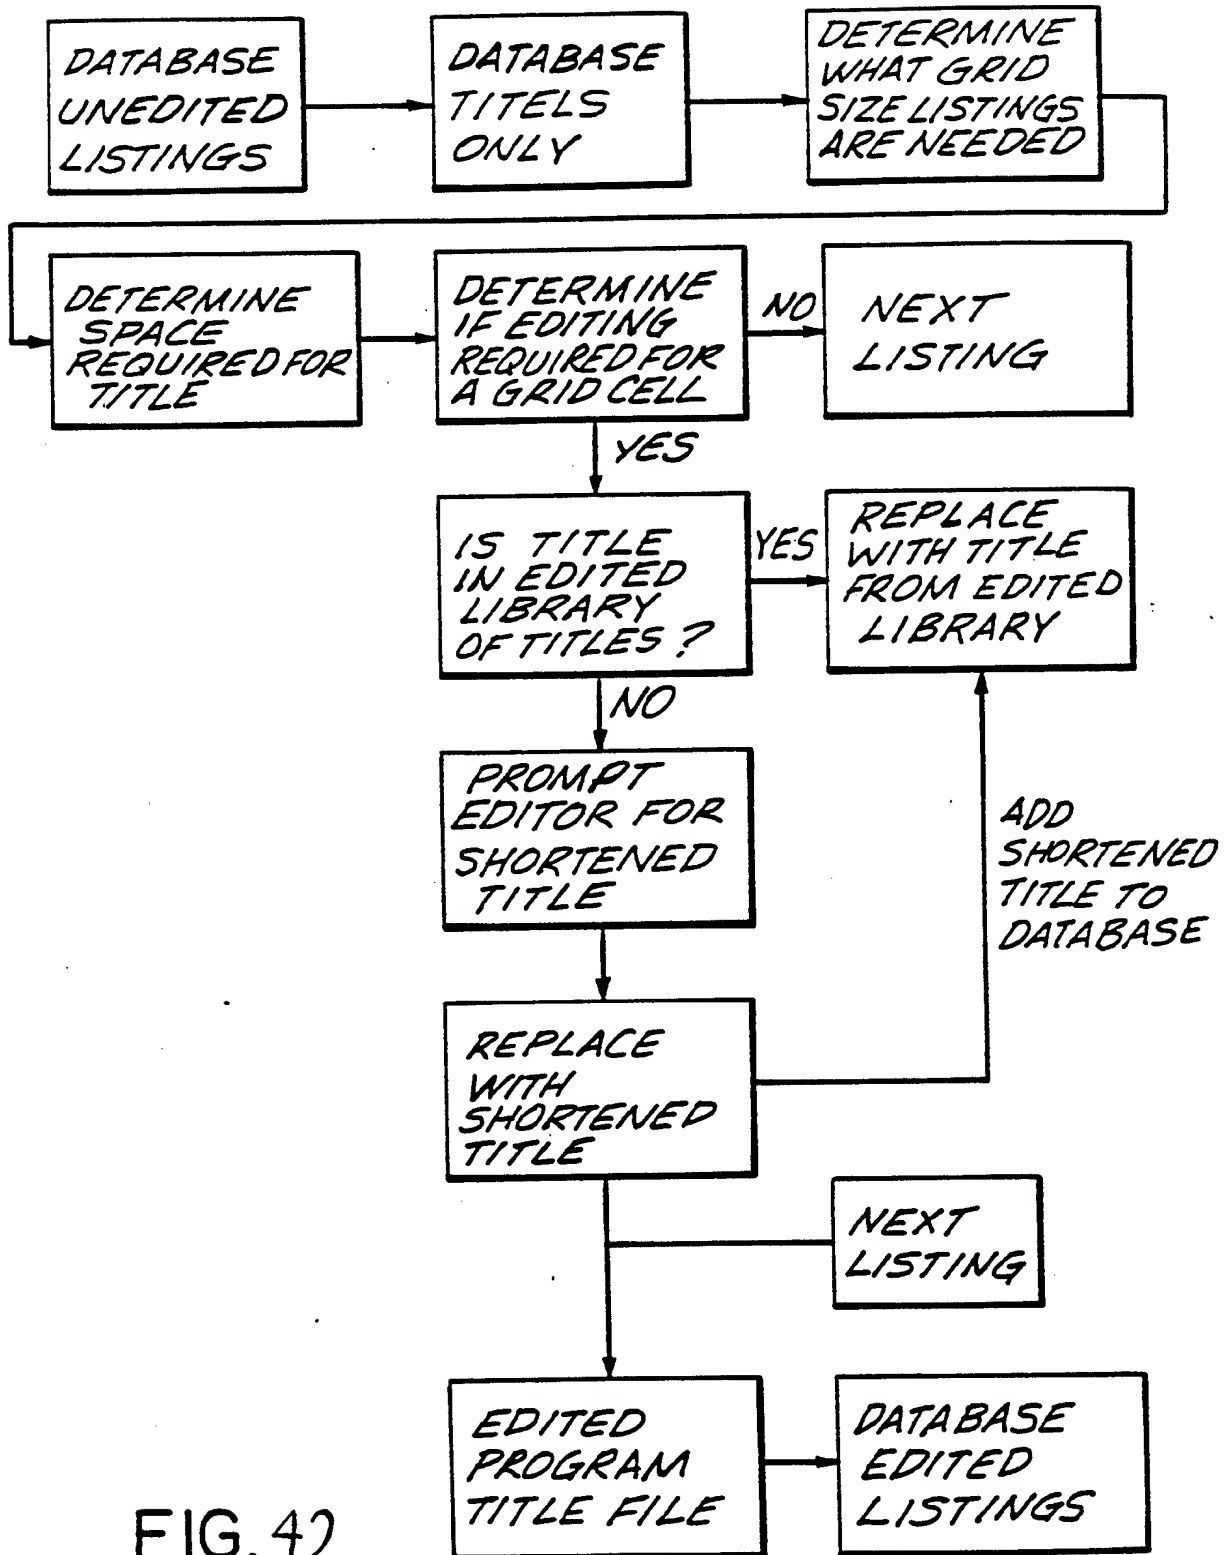 DATABASE
UNEDITED
LISTINGS
DATABASE
TITELS
ONLY
DETERMINE
WHAT GRID
SIZE LISTINGS
ARE NEEDED
DETERMINE
SPACE
REQUIRED FOR
TITLE
DETERMINE
IF EDITING
REQUIRED FOR
A GRID CELL
NO
NEXT
LISTING
YES
IS TITLE
IN EDITED
LIBRARY
OF TITLES?
YES
REPLACE
WITH TITLE
FROM EDITED
LIBRARY
NO
PROMPT
EDITOR FOR
SHORTENED
TITLE
ADD
SHORTENED
TITLE TO
DATABASE
REPLACE
WITH
SHORTENED
TITLE
NEXT
LISTING
EDITED
PROGRAM
TITLE FILE
DATABASE
EDITED
LISTINGS
FIG. 42